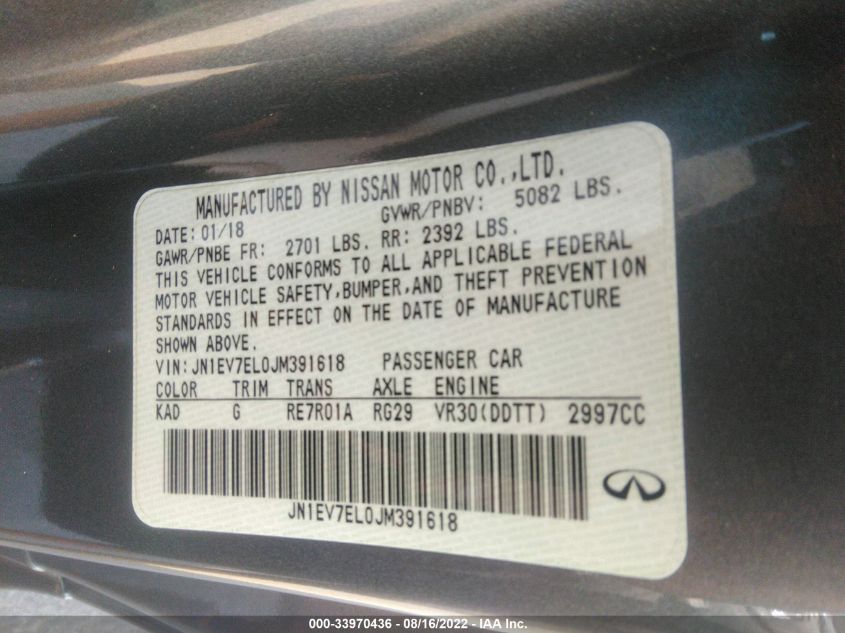 MANUFACTURED BY NISSAN MOTOR CO.,LTD.
DATE:01/18 GVWR/PNBV: 5082 LBS.
GAWR/PNBE FR: 2701 LBS. RR: 2392 LBS.
THIS VEHICLE CONFORMS TO ALL APPLICABLE FEDERAL
MOTOR VEHICLE SAFETY,BUMPER,AND THEFT PREVENTION
STANDARDS IN EFFECT ON THE DATE OF MANUFACTURE
SHOWN ABOVE.
VIN:JN1EV7EL0JM391618 PASSENGER CAR
COLOR TRIM TRANS AXLE ENGINE
KAD G RE7R01A RG29 VR30(DDTT) 2997CC
JN1EV7EL0JM391618
000-33970436 - 08/16/2022 - IAA Inc.